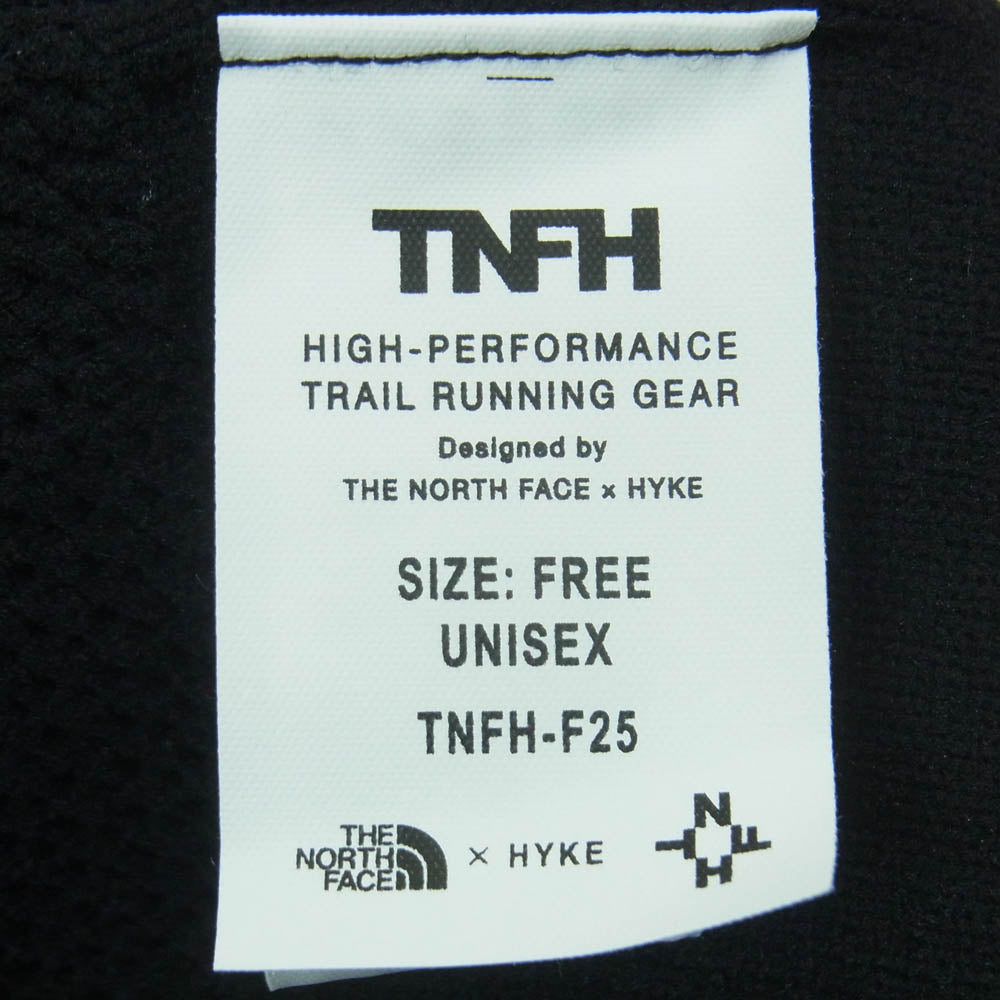 TNFH
HIGH-PERFORMANCE
TRAIL RUNNING GEAR
Designed by
THE NORTH FACE x HYKE
SIZE: FREE
UNISEX
TNFH-F25
THE
NORTH
FACE × HYKE
N
T F
H